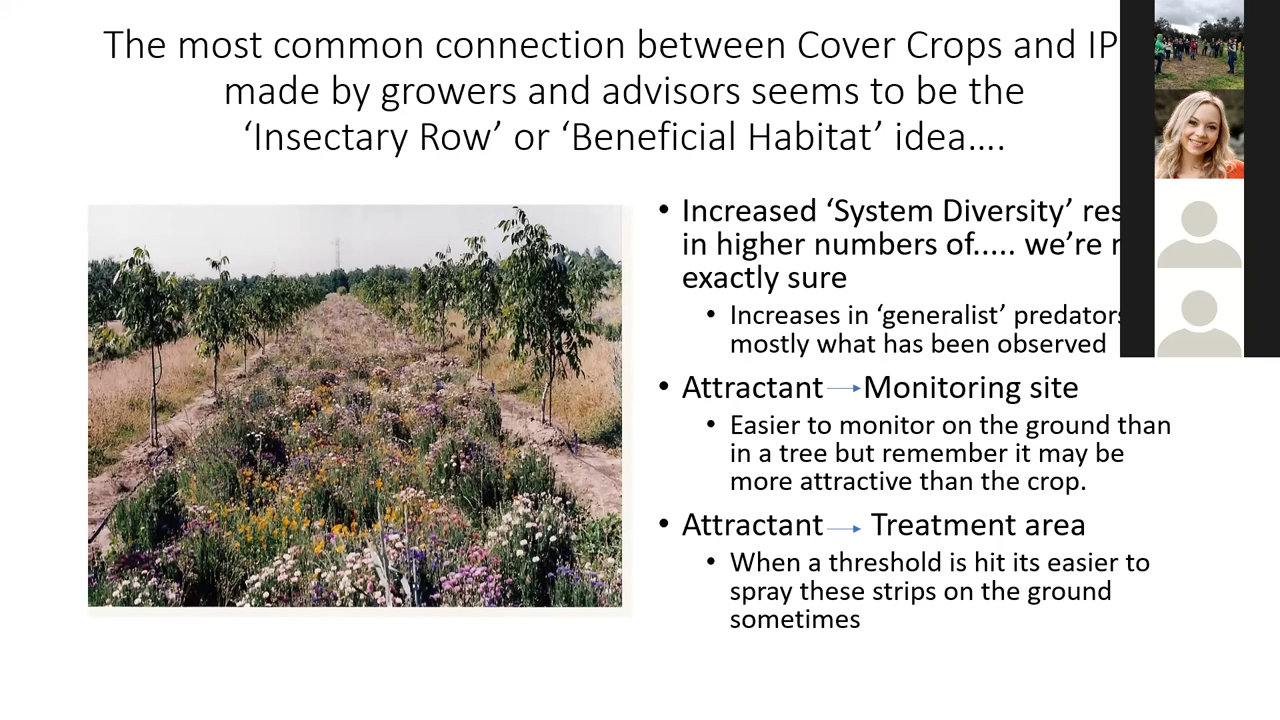 The most common connection between Cover Crops and IP
made by growers and advisors seems to be the
‘Insectary Row’ or ‘Beneficial Habitat’ idea….
• Increased ‘System Diversity’ res
in higher numbers of..... we’re
exactly sure
• Increases in ‘generalist’ predators
mostly what has been observed
• Attractant → Monitoring site
• Easier to monitor on the ground than
in a tree but remember it may be
more attractive than the crop.
• Attractant → Treatment area
• When a threshold is hit its easier to
spray these strips on the ground
sometimes